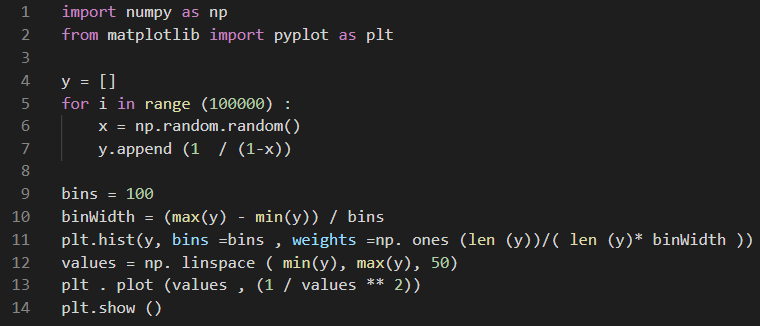 1 import numpy as np
2 from matplotlib import pyplot as plt
3
4 y = []
5 for i in range (100000) :
6     x = np.random.random()
7     y.append (1  / (1-x))
8
9 bins = 100
10 binWidth = (max(y) - min(y)) / bins
11 plt.hist(y, bins =bins , weights =np. ones (len (y))/( len (y)* binWidth ))
12 values = np. linspace ( min(y), max(y), 50)
13 plt . plot (values , (1 / values ** 2))
14 plt.show ()